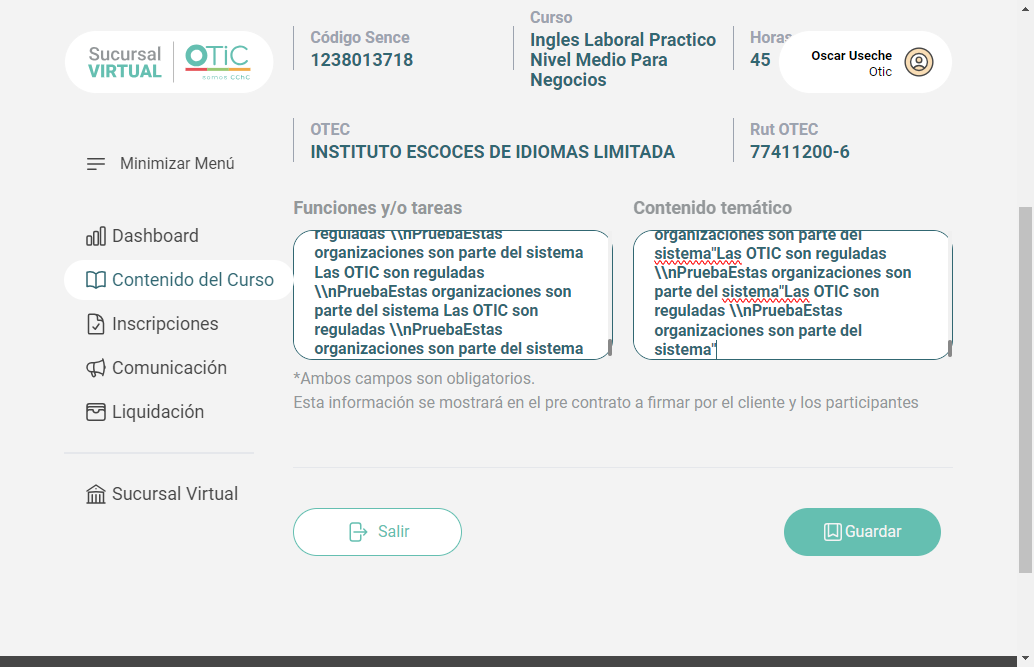 Sucursal
VIRTUAL
OTiC
somos CChC
Código Sence
1238013718
Curso
Ingles Laboral Practico
Nivel Medio Para
Negocios
Horas
45
Oscar Useche
Otic
OTEC
INSTITUTO ESCOCES DE IDIOMAS LIMITADA
Rut OTEC
77411200-6
Minimizar Menú
Dashboard
Contenido del Curso
Inscripciones
Comunicación
Liquidación
Sucursal Virtual
Funciones y/o tareas
reguladas \\nPruebaEstas
organizaciones son parte del sistema
Las OTIC son reguladas
\\nPruebaEstas organizaciones son
parte del sistema Las OTIC son
reguladas \\nPruebaEstas
organizaciones son parte del sistema
Contenido temático
organizaciones son parte del
sistema"Las OTIC son reguladas
\\nPruebaEstas organizaciones son
parte del sistema"Las OTIC son
reguladas \\nPruebaEstas
organizaciones son parte del
sistema"
*Ambos campos son obligatorios.
Esta información se mostrará en el pre contrato a firmar por el cliente y los participantes
Salir
Guardar